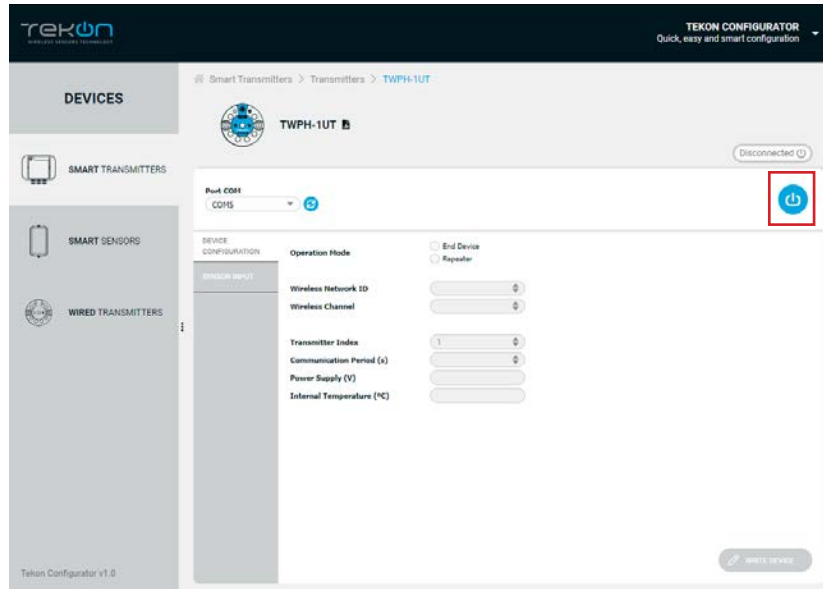 TEKON
WIRELESS SENSORS TECHNOLOGY
TEKON CONFIGURATOR
Quick, easy and smart configuration
DEVICES
SMART TRANSMITTERS
SMART SENSORS
WIRED TRANSMITTERS
Tekon Configurator v1.0
Smart Transmitters > Transmitters > TWPH-1UT
TWPH-1UT
Disconnected
Port COM
COM5
DEVICE
CONFIGURATION
SENSOR INPUT
Operation Mode
End Device
Repeater
Wireless Network ID
Wireless Channel
Transmitter Index
1
Communication Period (s)
Power Supply (V)
Internal Temperature (ºC)
WRITE DEVICE